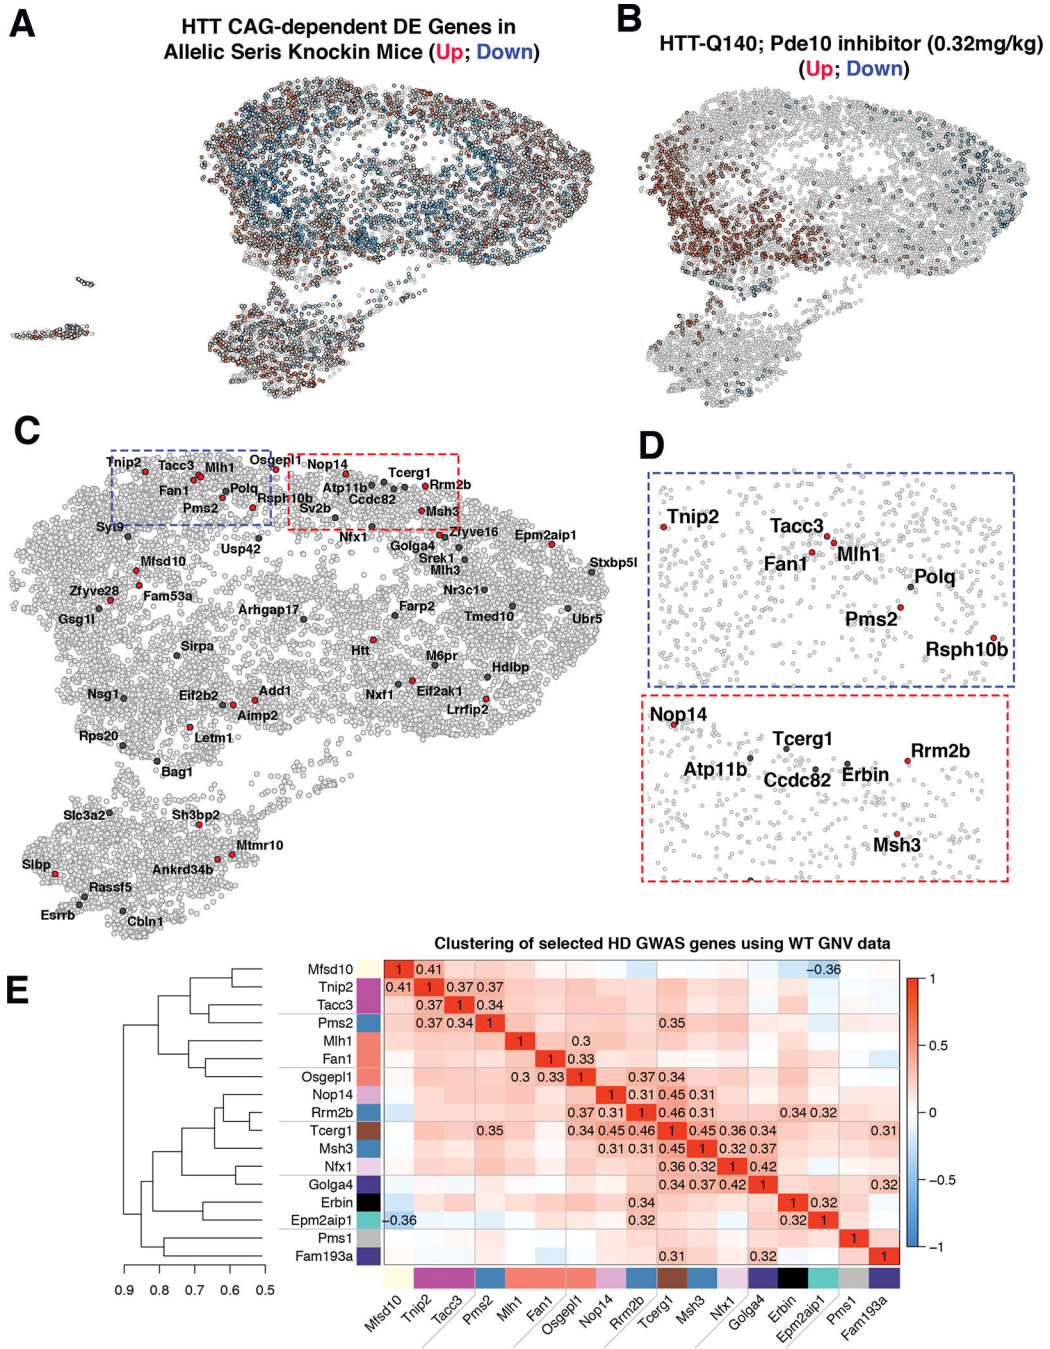 A
HTT CAG-dependent DE Genes in
Allelic Seris Knockin Mice (Up; Down)
B
HTT-Q140; Pde10 inhibitor (0.32mg/kg)
(Up; Down)
C
Tnip2
Tacc3
Mlh1
Osgepl1
Nop14
Tcerg1
Fan1
Polq
Atp11b
Rrm2b
Pms2
Rsph10b
Ccdc82
Sv2b
Msh3
Syt9
Usp42
Nfx1
Zfyve16
Golga4
Epm2aip1
Srek1
Mlh3
Stxbp5l
Mfsd10
Zfyve28
Fam53a
Nr3c1
Gsg1l
Arhgap17
Farp2
Tmed10
Ubr5
Sirpa
Htt
M6pr
Hdlbp
Nsg1
Eif2b2
Add1
Nxf1
Eif2ak1
Aimp2
Lrrfip2
Rps20
Letm1
Bag1
Slc3a2
Sh3bp2
Mtmr10
Slbp
Ankrd34b
Rassf5
Esrrb
Cbln1
D
Tnip2
Tacc3
Mlh1
Fan1
Polq
Pms2
Rsph10b
Nop14
Tcerg1
Rrm2b
Atp11b
Ccdc82
Erbin
Msh3
E
Clustering of selected HD GWAS genes using WT GNV data
Mfsd10 1 0.41 −0.36
Tnip2 0.41 1 0.37 0.37
Tacc3 0.37 1 0.34
Pms2 0.37 0.34 1 0.35
Mlh1 1 0.3
Fan1 1 0.33
Osgepl1 0.3 0.33 1 0.37 0.34
Nop14 1 0.31 0.45 0.31
Rrm2b 0.37 0.31 1 0.46 0.31 0.34 0.32
Tcerg1 0.35 0.34 0.45 0.46 1 0.45 0.36 0.34 0.31
Msh3 0.31 0.31 0.45 1 0.32 0.37
Nfx1 0.36 0.32 1 0.42
Golga4 0.34 0.37 0.42 1 0.32
Erbin 0.34 1 0.32
Epm2aip1 −0.36 0.32 0.32 1
Pms1 1
Fam193a 0.31 0.32 1
1
0.5
0
−0.5
−1
0.9 0.8 0.7 0.6 0.5
Mfsd10 Tnip2 Tacc3 Pms2 Mlh1 Fan1 Osgepl1 Nop14 Rrm2b Tcerg1 Msh3 Nfx1 Golga4 Erbin Epm2aip1 Pms1 Fam193a